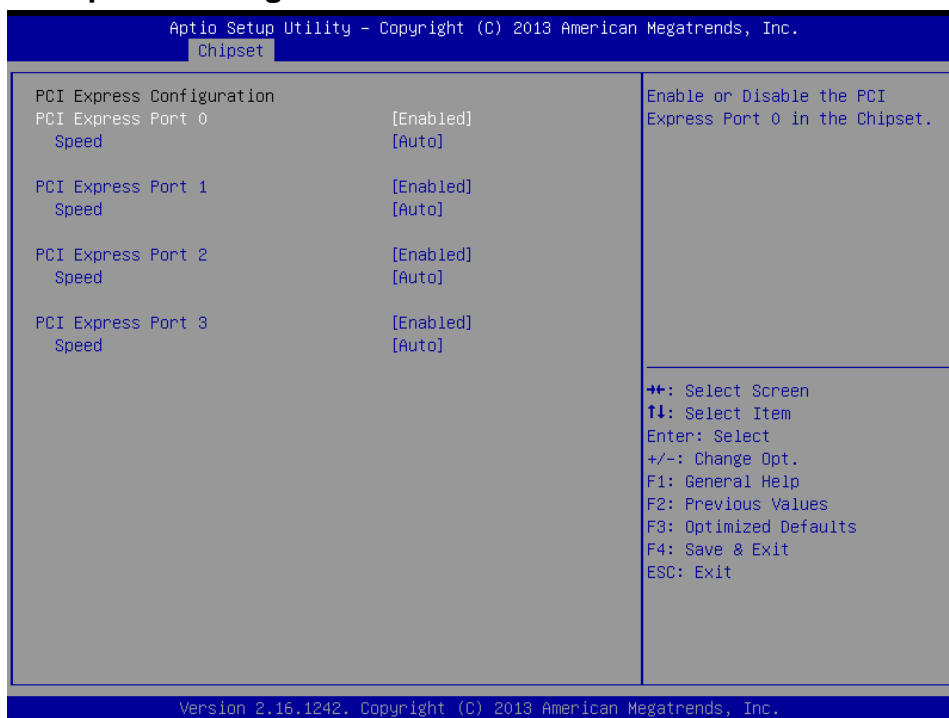 Aptio Setup Utility – Copyright (C) 2013 American Megatrends, Inc.
Chipset
PCI Express Configuration
PCI Express Port 0 [Enabled]
Speed [Auto]
PCI Express Port 1 [Enabled]
Speed [Auto]
PCI Express Port 2 [Enabled]
Speed [Auto]
PCI Express Port 3 [Enabled]
Speed [Auto]
Enable or Disable the PCI
Express Port 0 in the Chipset.
→←: Select Screen
↑↓: Select Item
Enter: Select
+/-: Change Opt.
F1: General Help
F2: Previous Values
F3: Optimized Defaults
F4: Save & Exit
ESC: Exit
Version 2.16.1242. Copyright (C) 2013 American Megatrends, Inc.